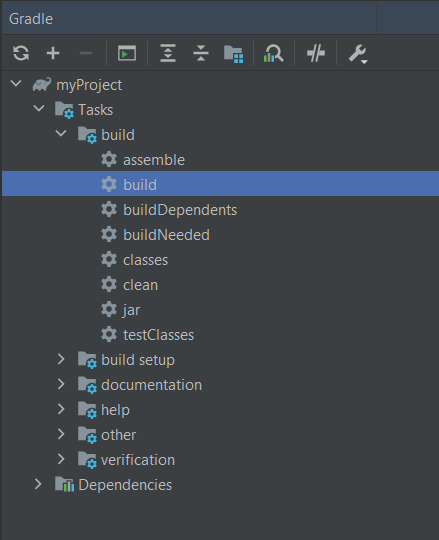 Gradle
myProject
Tasks
build
assemble
build
buildDependents
buildNeeded
classes
clean
jar
testClasses
build setup
documentation
help
other
verification
Dependencies